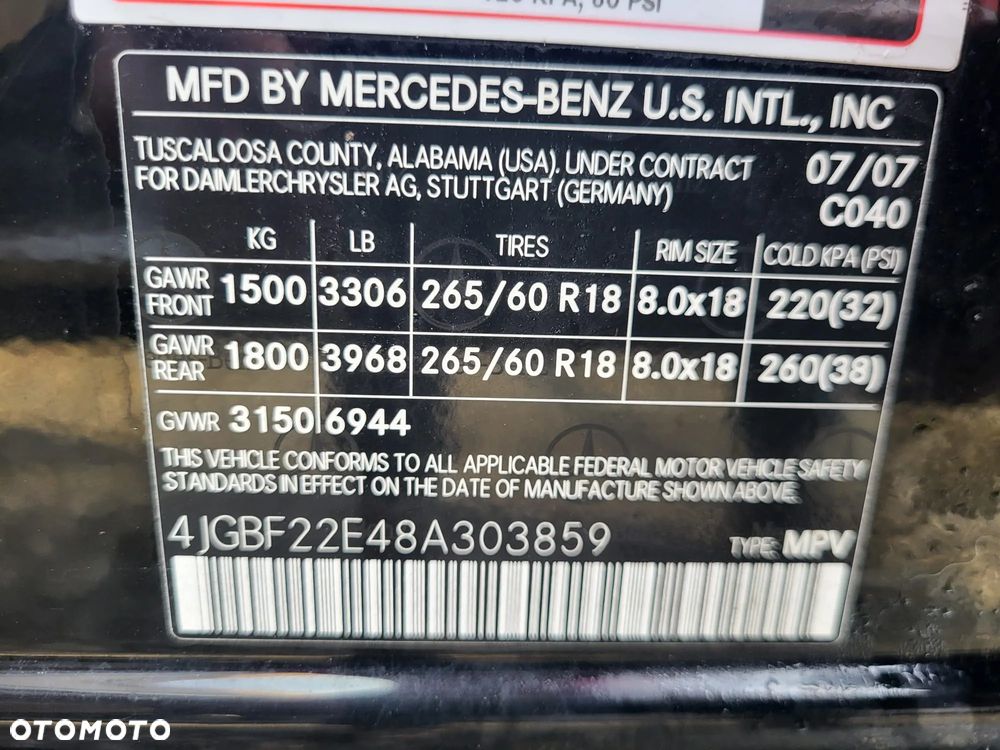 KPA, 60 PSI
MFD BY MERCEDES-BENZ U.S. INTL., INC
TUSCALOOSA COUNTY, ALABAMA (USA). UNDER CONTRACT
FOR DAIMLERCHRYSLER AG, STUTTGART (GERMANY)
07/07
C040
KG LB TIRES RIM SIZE COLD KPA (PSI)
GAWR FRONT 1500 3306 265/60 R18 8.0x18 220(32)
GAWR REAR 1800 3968 265/60 R18 8.0x18 260(38)
GVWR 3150 6944
THIS VEHICLE CONFORMS TO ALL APPLICABLE FEDERAL MOTOR VEHICLE SAFETY
STANDARDS IN EFFECT ON THE DATE OF MANUFACTURE SHOWN ABOVE.
4JGBF22E48A303859 TYPE: MPV
OTOMOTO